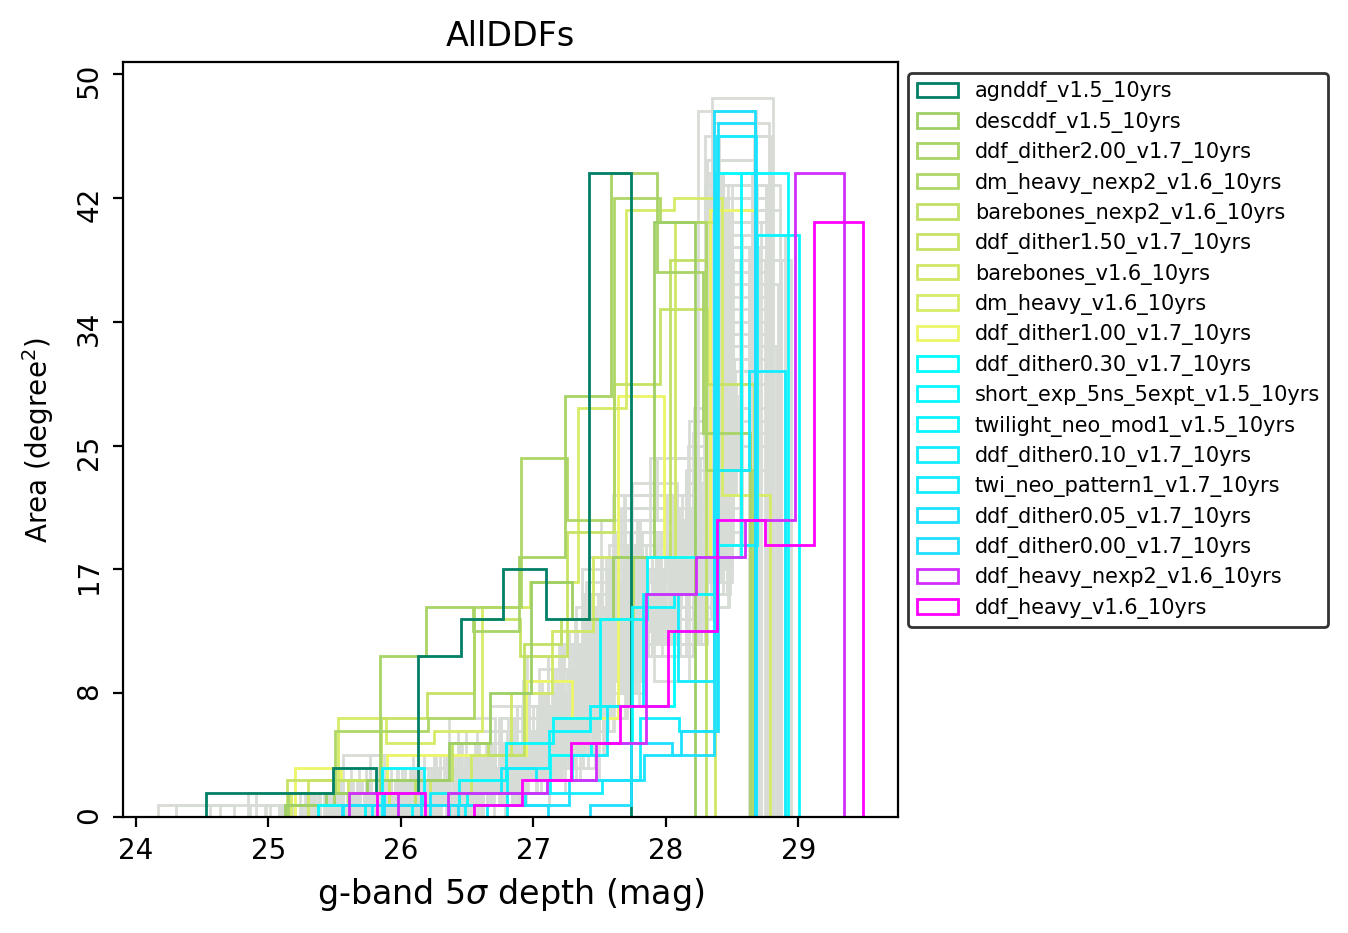 AllDDFs
50
42
34
25
17
8
0
Area (degree²)
24 25 26 27 28 29
g-band 5σ depth (mag)
agnddf_v1.5_10yrs
descddf_v1.5_10yrs
ddf_dither2.00_v1.7_10yrs
dm_heavy_nexp2_v1.6_10yrs
barebones_nexp2_v1.6_10yrs
ddf_dither1.50_v1.7_10yrs
barebones_v1.6_10yrs
dm_heavy_v1.6_10yrs
ddf_dither1.00_v1.7_10yrs
ddf_dither0.30_v1.7_10yrs
short_exp_5ns_5expt_v1.5_10yrs
twilight_neo_mod1_v1.5_10yrs
ddf_dither0.10_v1.7_10yrs
twi_neo_pattern1_v1.7_10yrs
ddf_dither0.05_v1.7_10yrs
ddf_dither0.00_v1.7_10yrs
ddf_heavy_nexp2_v1.6_10yrs
ddf_heavy_v1.6_10yrs